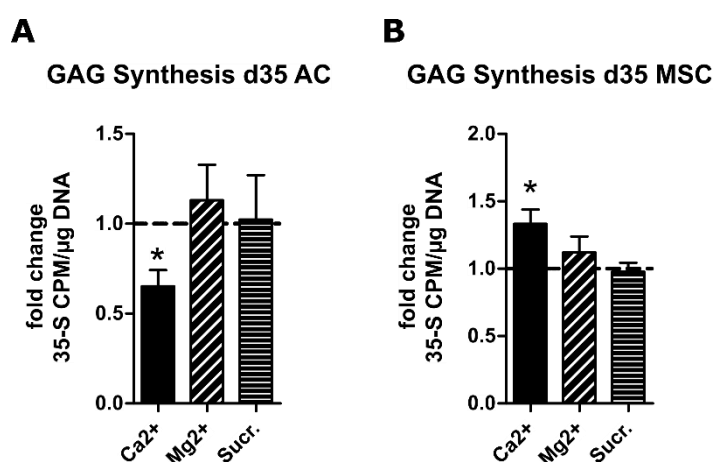 A
GAG Synthesis d35 AC
fold change
35-S CPM/µg DNA
1.5
1.0
0.5
0.0
*
Ca2+
Mg2+
Sucr.
B
GAG Synthesis d35 MSC
fold change
35-S CPM/µg DNA
2.0
1.5
1.0
0.5
0.0
*
Ca2+
Mg2+
Sucr.